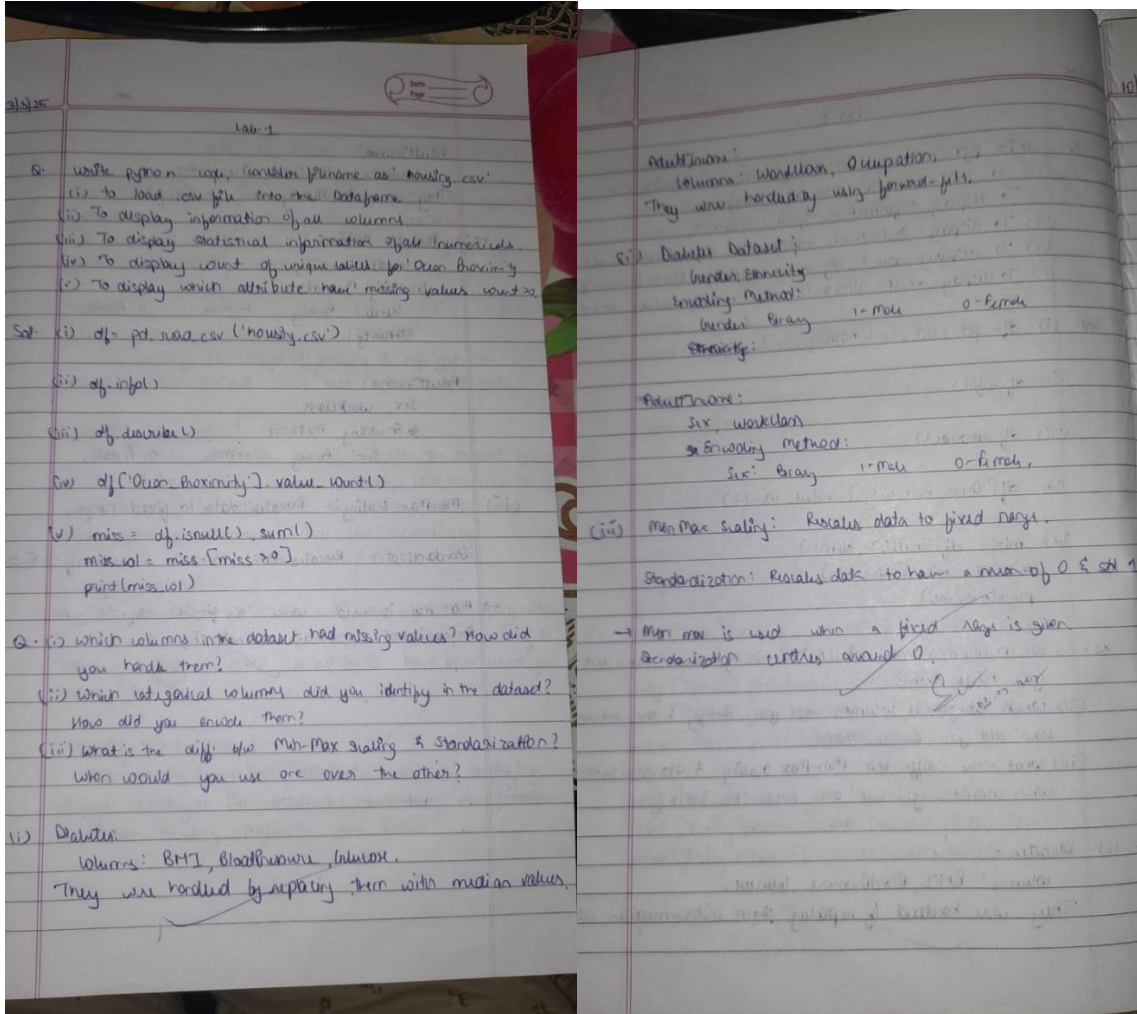 Date
Page
3/3/25
Lab-1
Q. Write python code, consider filename as 'housing.csv'
(i) to load .csv file into the Dataframe
(ii) To display information of all columns.
(iii) To display statistical information of all numericals.
(iv) To display count of unique values for 'Ocean Proximity'
(v) To display which attribute have missing values count >0.
Sol. (i) df = pd.read_csv('housing.csv')
(ii) df.info()
(iii) df.describe()
(iv) df['Ocean_Proximity'].value_count()
(v) miss = df.isnull().sum()
miss_col = miss[miss >0]
print(miss_col)
Q. (i) which columns in the dataset had missing values? How did
you handle them?
(ii) Which categorical columns did you identify in the dataset?
How did you encode them?
(iii) What is the diff. b/w Min-Max scaling & standarization?
When would you use one over the other?
(i) Diabetes:
Columns: BMI, BloodPressure, Glucose.
They were handled by replacing them with median values.
10
AdultIncome:
Columns: Workclass, Occupation,
They were handled by using forward-fill.
(ii) Diabetes Dataset;
Gender, Ethnicity
Encoding Method:
Gender: Binary 1-Male 0-Female
Ethnicity:
AdultIncome:
Sex, workclass
Encoding Method:
Sex: Binary 1-Male 0-Female.
(iii) Min Max scaling: Rescales data to fixed range.
Standardization: Rescales data to have a mean of 0 & std 1
→ Min max is used when a fixed range is given
Standarization centres around 0.